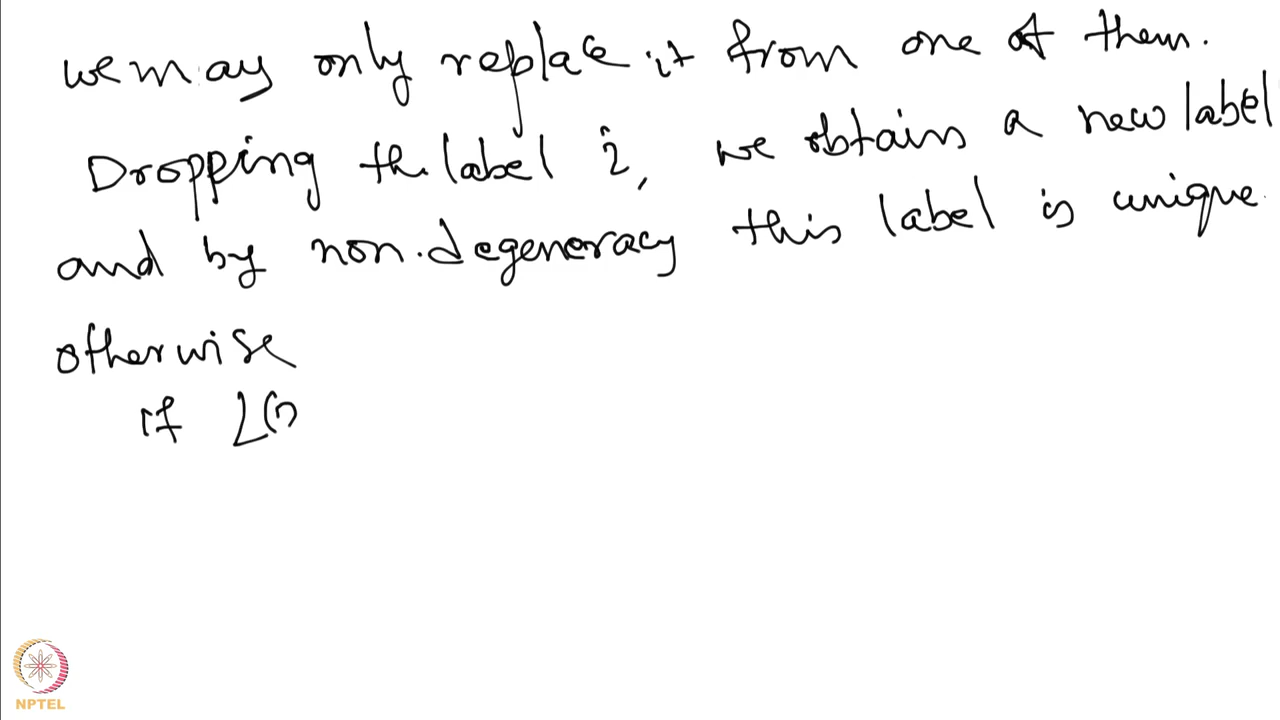 we may only replace it from one of them.
Dropping the label i, we obtains a new label
and by non-degeneracy this label is unique.
otherwise
if L(
NPTEL